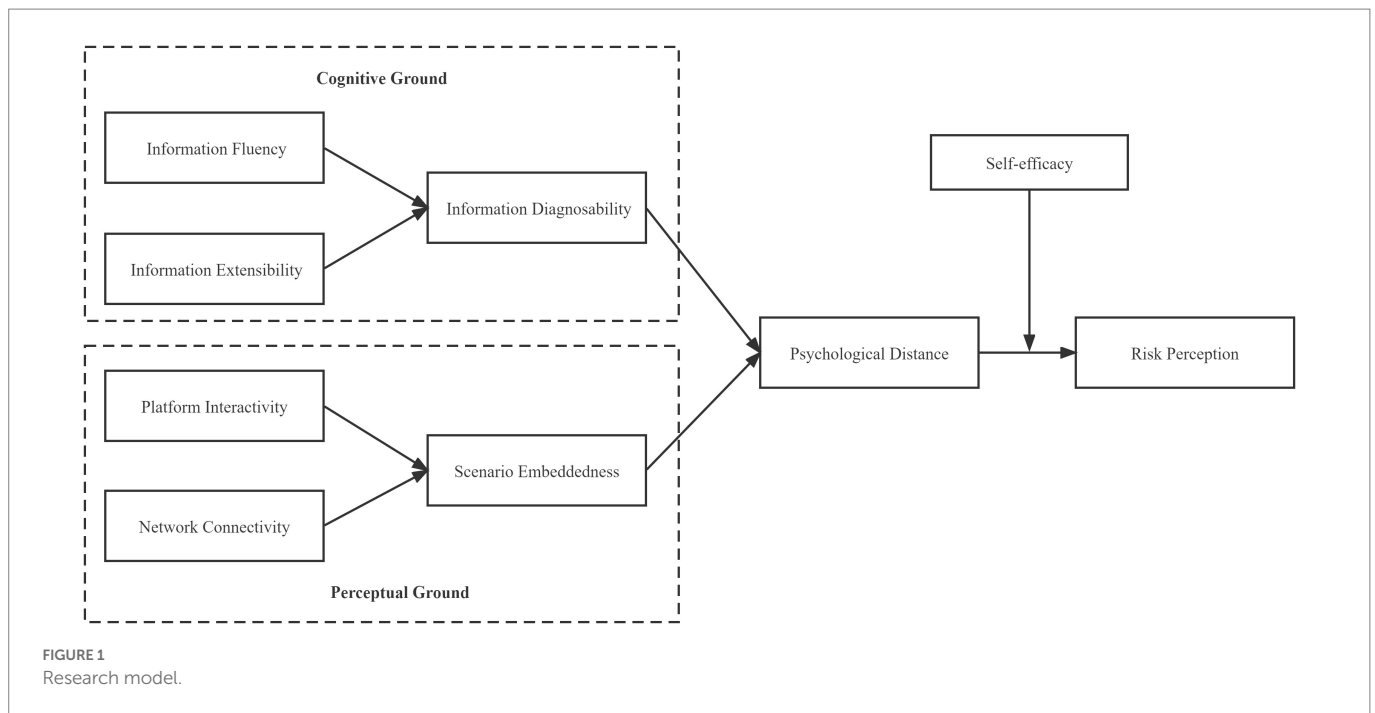 Cognitive Ground
Information Fluency
Information Extensibility
Information Diagnosability
Platform Interactivity
Network Connectivity
Scenario Embeddedness
Perceptual Ground
Psychological Distance
Self-efficacy
Risk Perception
FIGURE 1
Research model.